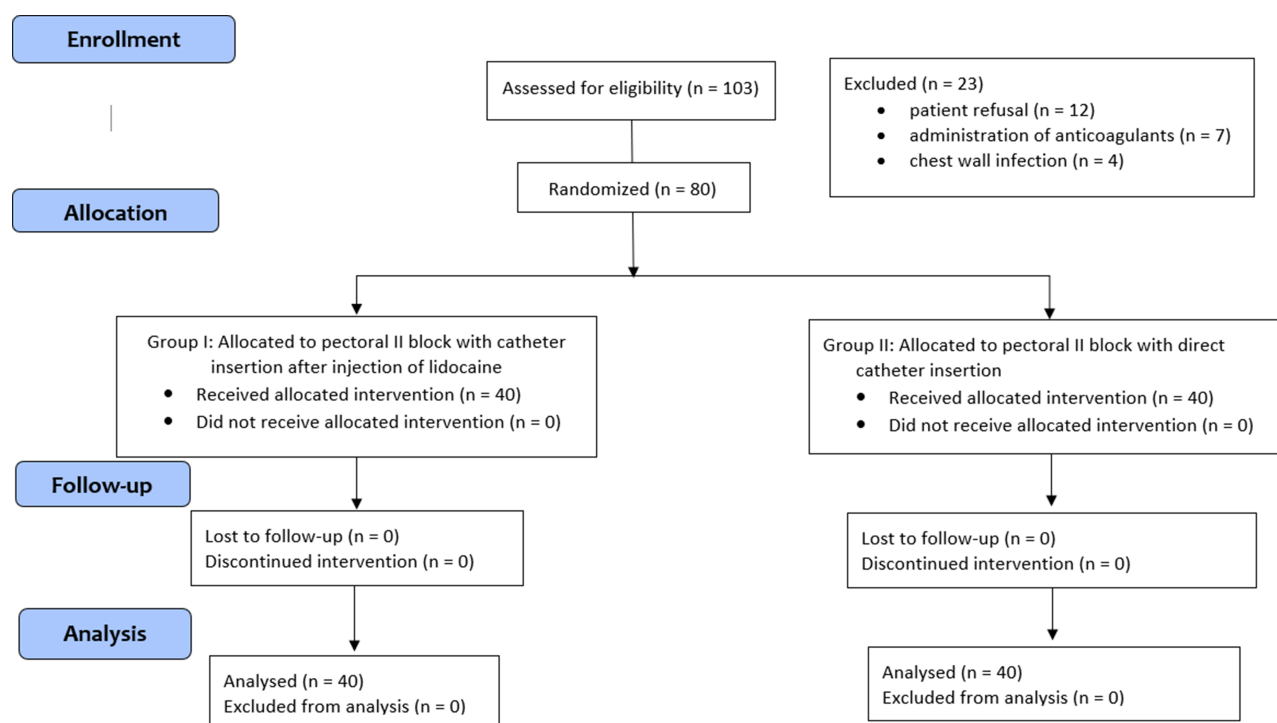 Enrollment
Assessed for eligibility (n = 103)
Excluded (n = 23)
• patient refusal (n = 12)
• administration of anticoagulants (n = 7)
• chest wall infection (n = 4)
Randomized (n = 80)
Allocation
Group I: Allocated to pectoral II block with catheter
insertion after injection of lidocaine
• Received allocated intervention (n = 40)
• Did not receive allocated intervention (n = 0)
Group II: Allocated to pectoral II block with direct
catheter insertion
• Received allocated intervention (n = 40)
• Did not receive allocated intervention (n = 0)
Follow-up
Lost to follow-up (n = 0)
Discontinued intervention (n = 0)
Lost to follow-up (n = 0)
Discontinued intervention (n = 0)
Analysis
Analysed (n = 40)
Excluded from analysis (n = 0)
Analysed (n = 40)
Excluded from analysis (n = 0)